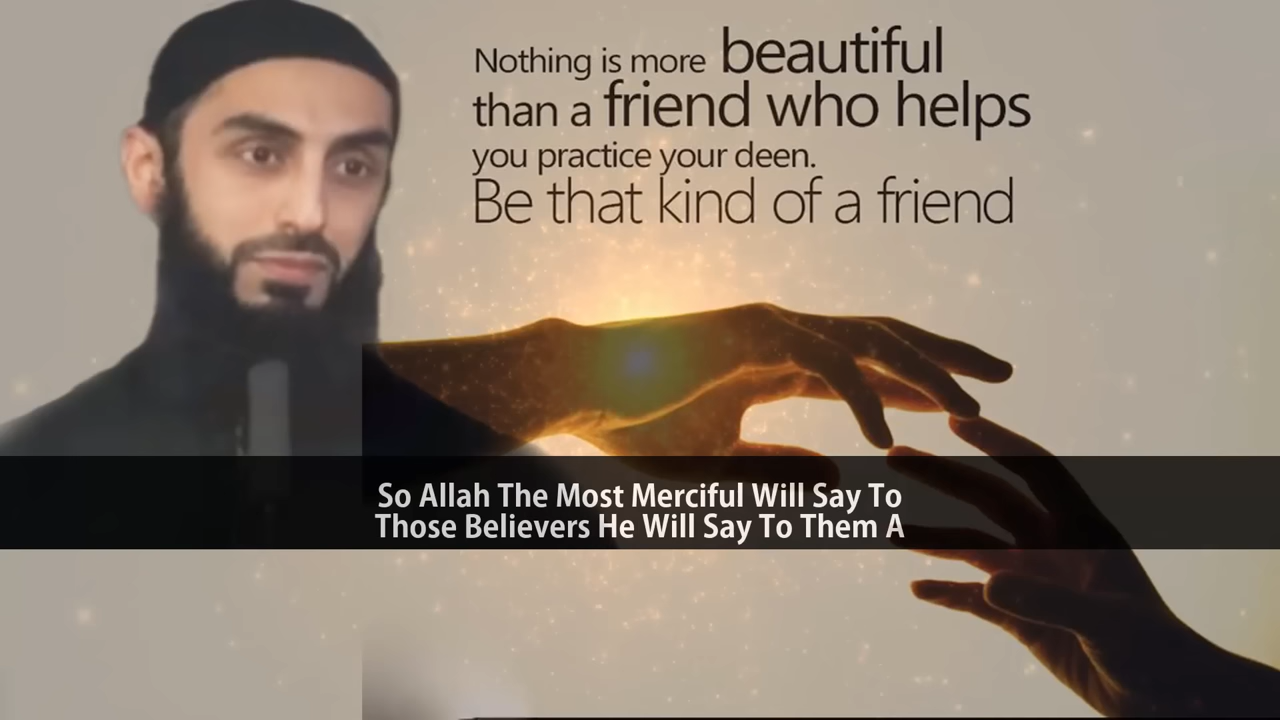 Nothing is more beautiful
than a friend who helps
you practice your deen.
Be that kind of a friend
So Allah The Most Merciful Will Say To
Those Believers He Will Say To Them A